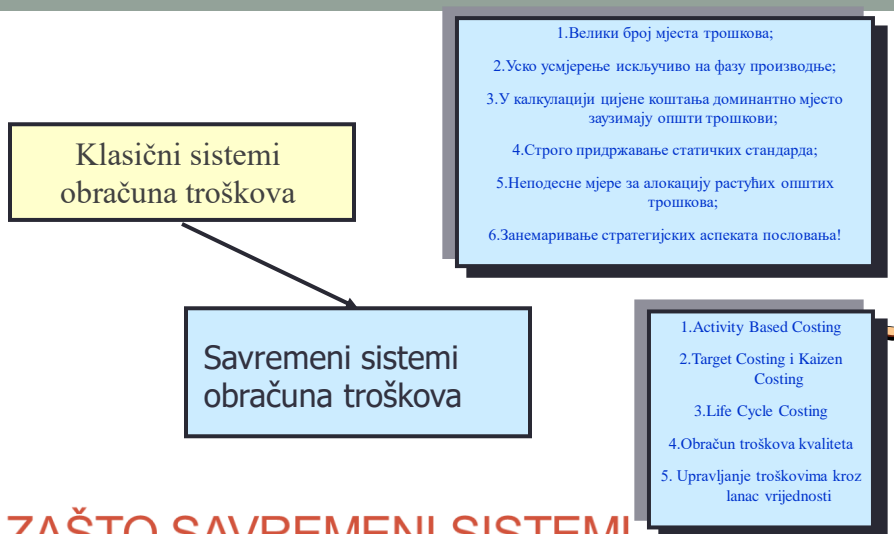 1.Велики број мјеста трошкова;
2.Уско усмјерење искључиво на фазу производње;
3.У калкулацији цијене коштања доминантно мјесто
заузимају општи трошкови;
4.Строго придржавање статичких стандарда;
5.Неподесне мјере за алокацију растућих општих
трошкова;
6.Занемаривање стратегијских аспеката пословања!
Klasični sistemi
obračuna troškova
Savremeni sistemi
obračuna troškova
1.Activity Based Costing
2.Target Costing i Kaizen
Costing
3.Life Cycle Costing
4.Obračun troškova kvaliteta
5. Upravljanje troškovima kroz
lanac vrijednosti
ZAŠTO SAVREMENI SISTEMI